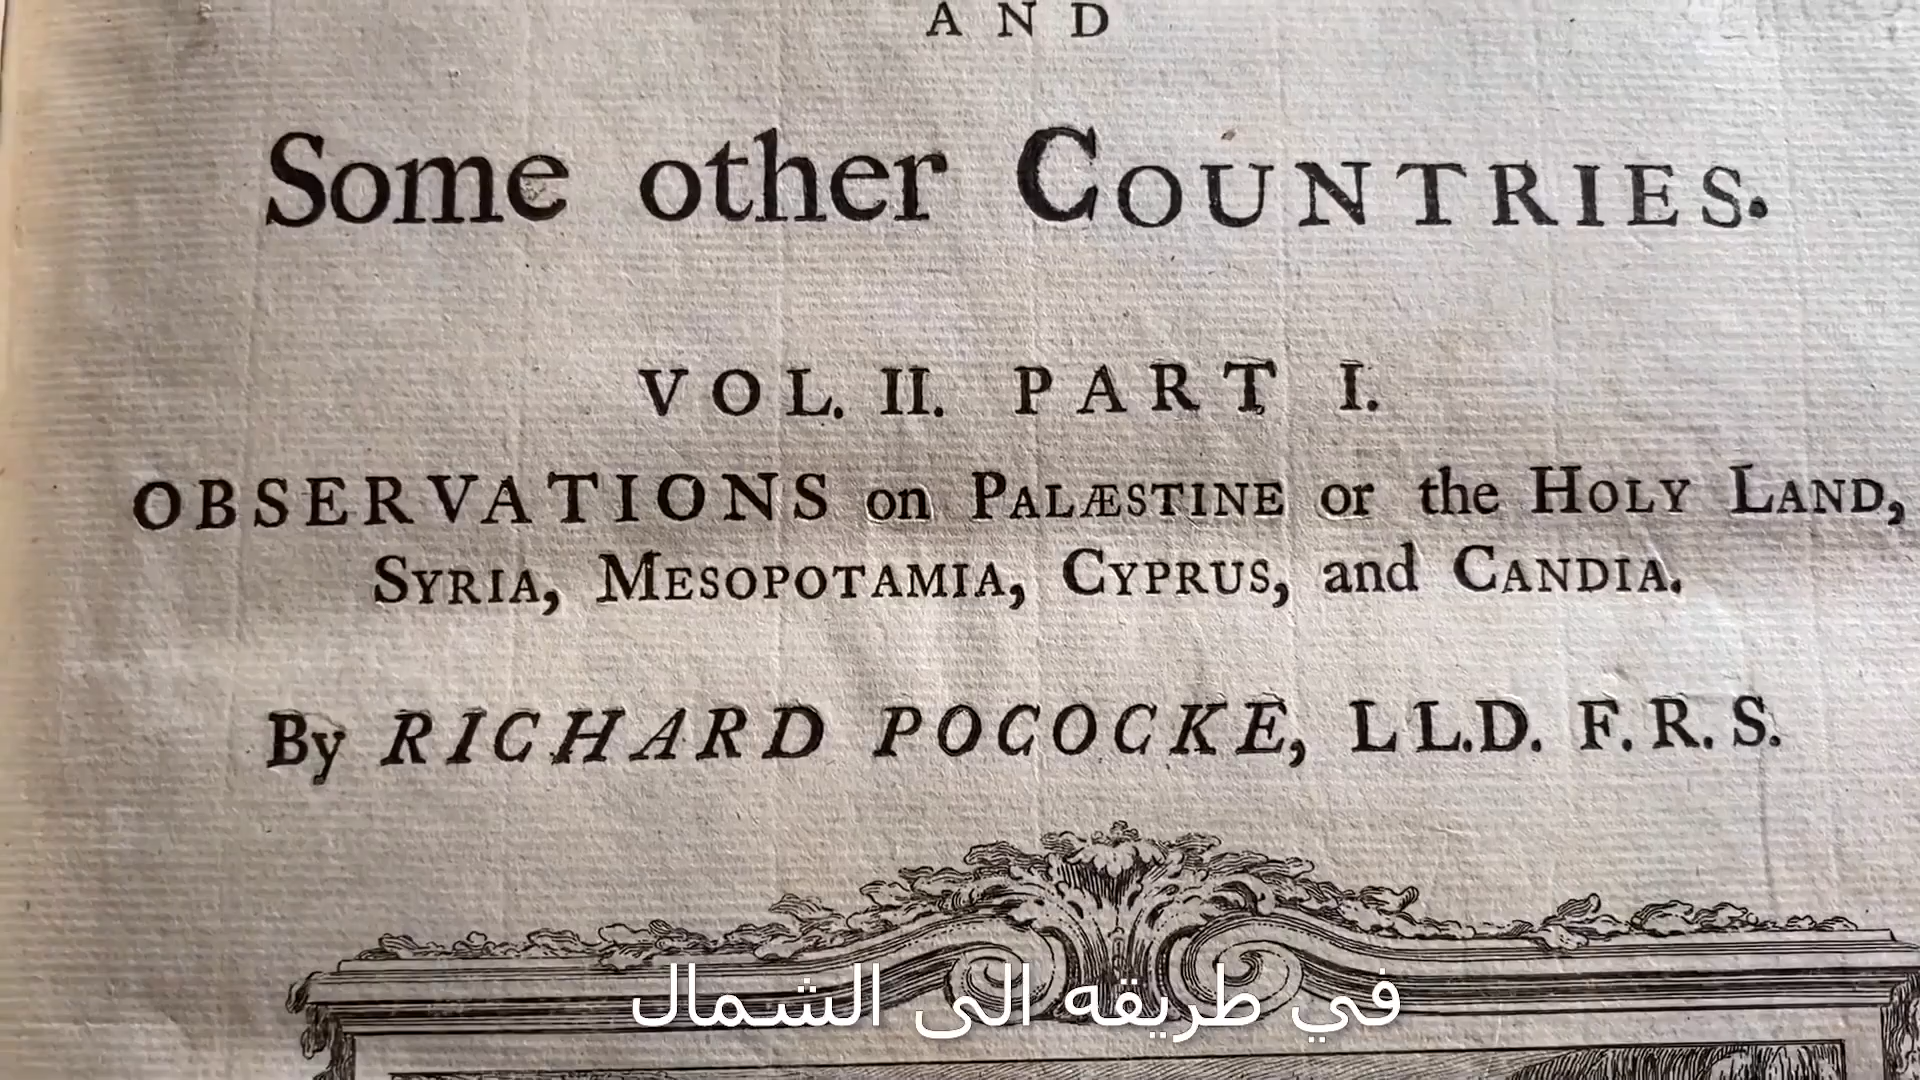 AND
Some other COUNTRIES.
VOL. II. PART I.
OBSERVATIONS on PALÆSTINE or the HOLY LAND,
SYRIA, MESOPOTAMIA, CYPRUS, and CANDIA.
By RICHARD POCOCKE, LL.D. F.R.S.
في طريقه الى الشمال